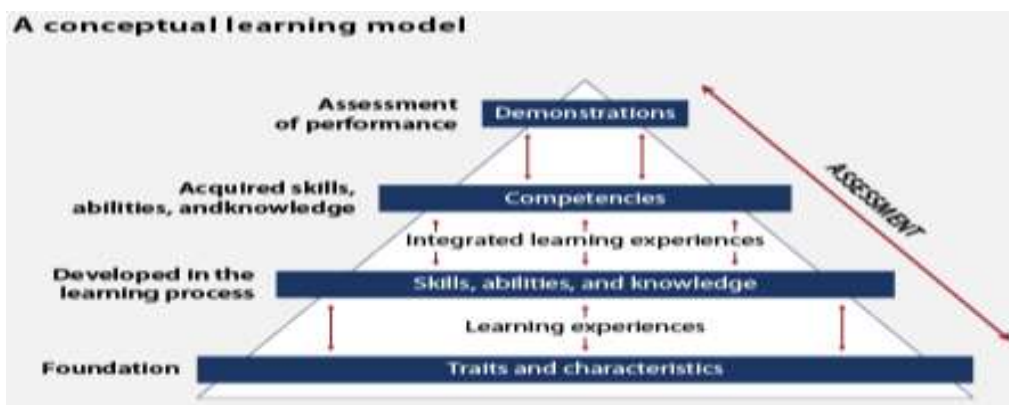 A conceptual learning model
Assessment
of performance
Demonstrations
Acquired skills,
abilities, andknowledge
Competencies
Integrated learning experiences
Developed in the
learning process
Skills, abilities, and knowledge
Learning experiences
Foundation
Traits and characteristics
ASSESSMENT